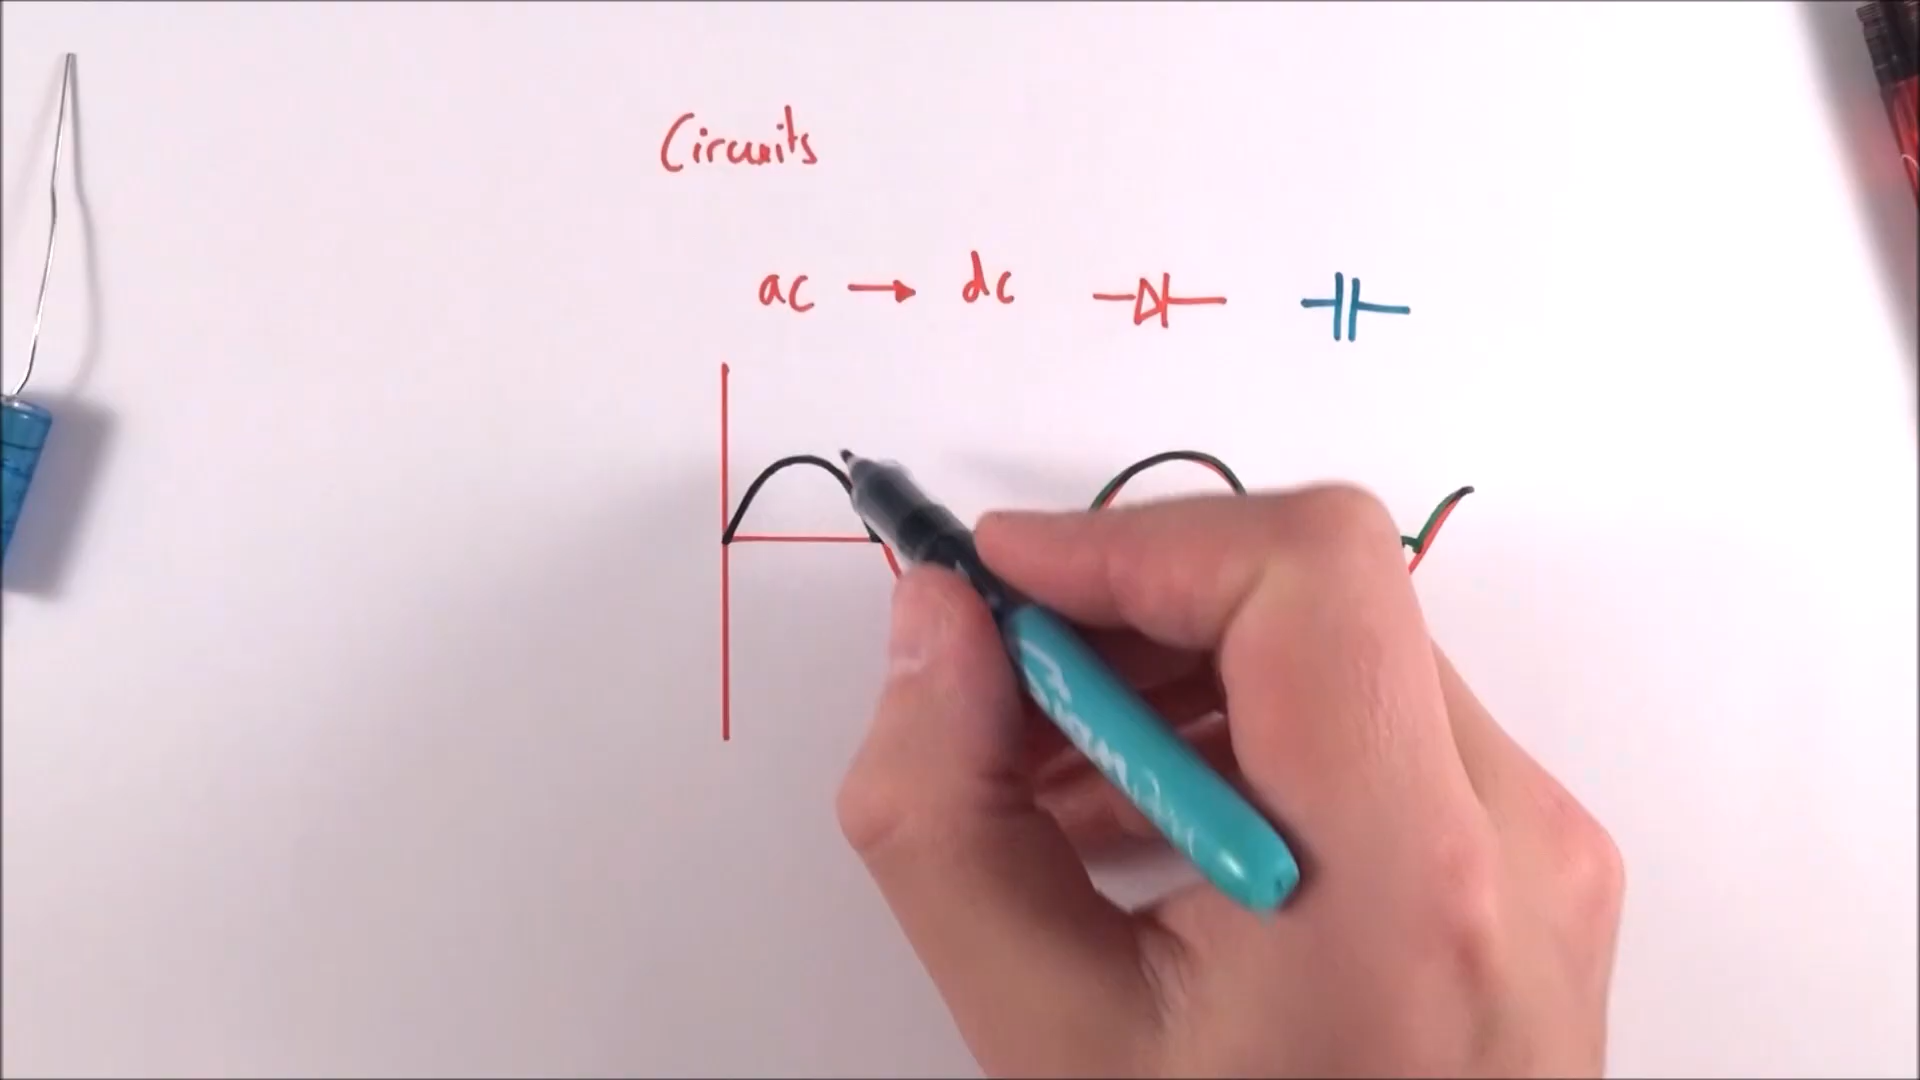 Circuits
ac → dc